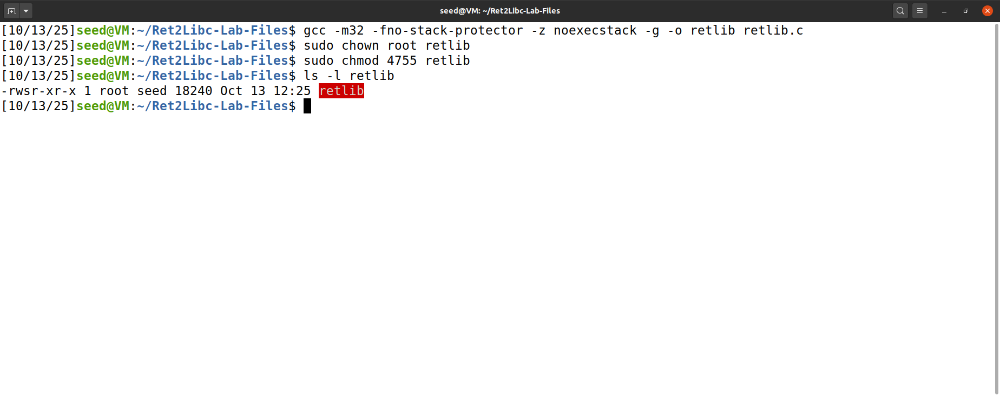 seed@VM: ~/Ret2Libc-Lab-Files
[10/13/25]seed@VM:~/Ret2Libc-Lab-Files$ gcc -m32 -fno-stack-protector -z noexecstack -g -o retlib retlib.c
[10/13/25]seed@VM:~/Ret2Libc-Lab-Files$ sudo chown root retlib
[10/13/25]seed@VM:~/Ret2Libc-Lab-Files$ sudo chmod 4755 retlib
[10/13/25]seed@VM:~/Ret2Libc-Lab-Files$ ls -l retlib
-rwsr-xr-x 1 root seed 18240 Oct 13 12:25 retlib
[10/13/25]seed@VM:~/Ret2Libc-Lab-Files$